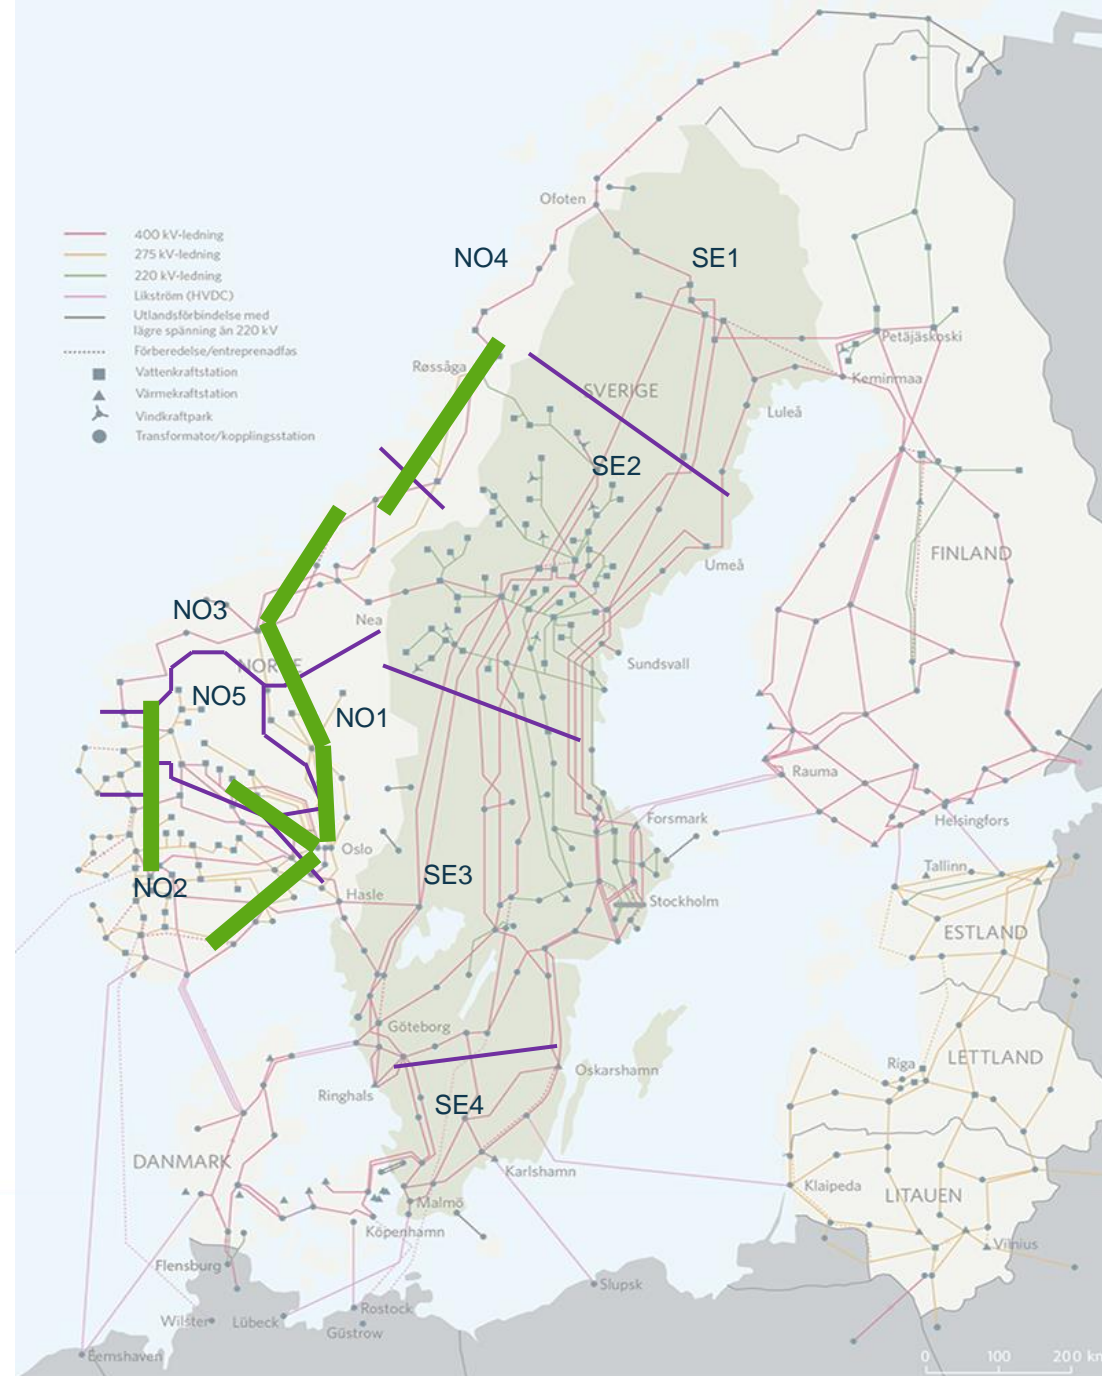 400 kV-ledning
275 kV-ledning
220 kV-ledning
Likström (HVDC)
Utlandsförbindelse med
lägre spänning än 220 kV
Förberedelse/entreprenadfas
Vattenkraftstation
Värmekraftstation
Vindkraftpark
Transformator/kopplingsstation
Ofoten
NO4
SE1
Røssåga
Petäjäskoski
Keminmaa
SVERIGE
Luleå
SE2
FINLAND
Umeå
NO3
Nea
NORGE
Sundsvall
NO5
NO1
Rauma
Forsmark
Helsingfors
Oslo
Tallinn
SE3
NO2
Hasle
Stockholm
ESTLAND
Göteborg
LETTLAND
Riga
Oskarshamn
Ringhals
SE4
DANMARK
Karlshamn
Klaipeda
LITAUEN
Malmö
Köpenhamn
Vilnius
Flensburg
Slupsk
Rostock
Wilster
Lübeck
Güstrow
Eemshaven
0 100 200 km